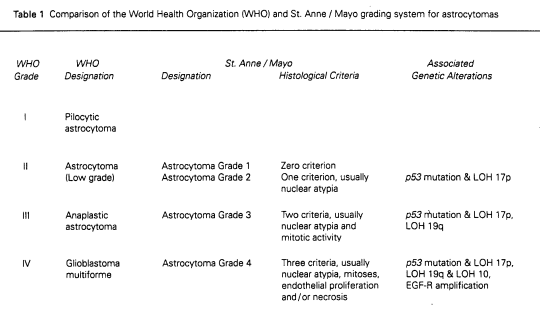 Table 1 Comparison of the World Health Organization (WHO) and St. Anne / Mayo grading system for astrocytomas
WHO Grade
WHO Designation
St. Anne / Mayo
Designation
Histological Criteria
Associated Genetic Alterations
I
Pilocytic
astrocytoma
II
Astrocytoma
(Low grade)
Astrocytoma Grade 1
Astrocytoma Grade 2
Zero criterion
One criterion, usually
nuclear atypia
p53 mutation & LOH 17p
III
Anaplastic
astrocytoma
Astrocytoma Grade 3
Two criteria, usually
nuclear atypia and
mitotic activity
p53 mutation & LOH 17p,
LOH 19q
IV
Glioblastoma
multiforme
Astrocytoma Grade 4
Three criteria, usually
nuclear atypia, mitoses,
endothelial proliferation
and/or necrosis
p53 mutation & LOH 17p,
LOH 19q & LOH 10,
EGF-R amplification